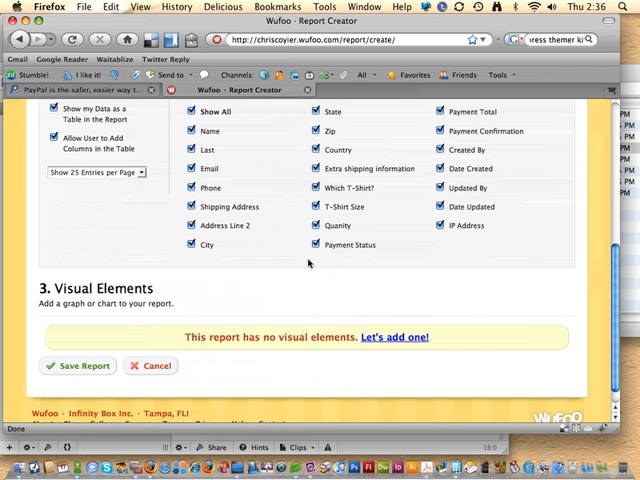 Firefox File Edit View History Delicious Bookmarks Tools Window Help Thu 2:36
Wufoo - Report Creator
http://chriscoyier.wufoo.com/report/create/
ress themer ki
Gmail Google Reader Waitablize Twitter Reply
Stumble! I like it! Send to Channels: All Favorites Friends Tools
PayPal is the safer, easier way t... Wufoo - Report Creator
Show my Data as a Table in the Report
Allow User to Add Columns in the Table
Show 25 Entries per Page
Show All State Payment Total
Name Zip Payment Confirmation
Last Country Created By
Email Extra shipping information Date Created
Phone Which T-Shirt? Updated By
Shipping Address T-Shirt Size Date Updated
Address Line 2 Quanity IP Address
City Payment Status
3. Visual Elements
Add a graph or chart to your report.
This report has no visual elements. Let's add one!
Save Report Cancel
Wufoo · Infinity Box Inc. · Tampa, FL!
WUFOO
Done
Share Hints Clips 18:0